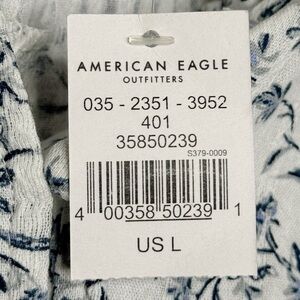 AMERICAN EAGLE
OUTFITTERS
035 - 2351 - 3952
401
35850239
S379-0009
4 00358 50239 1
US L